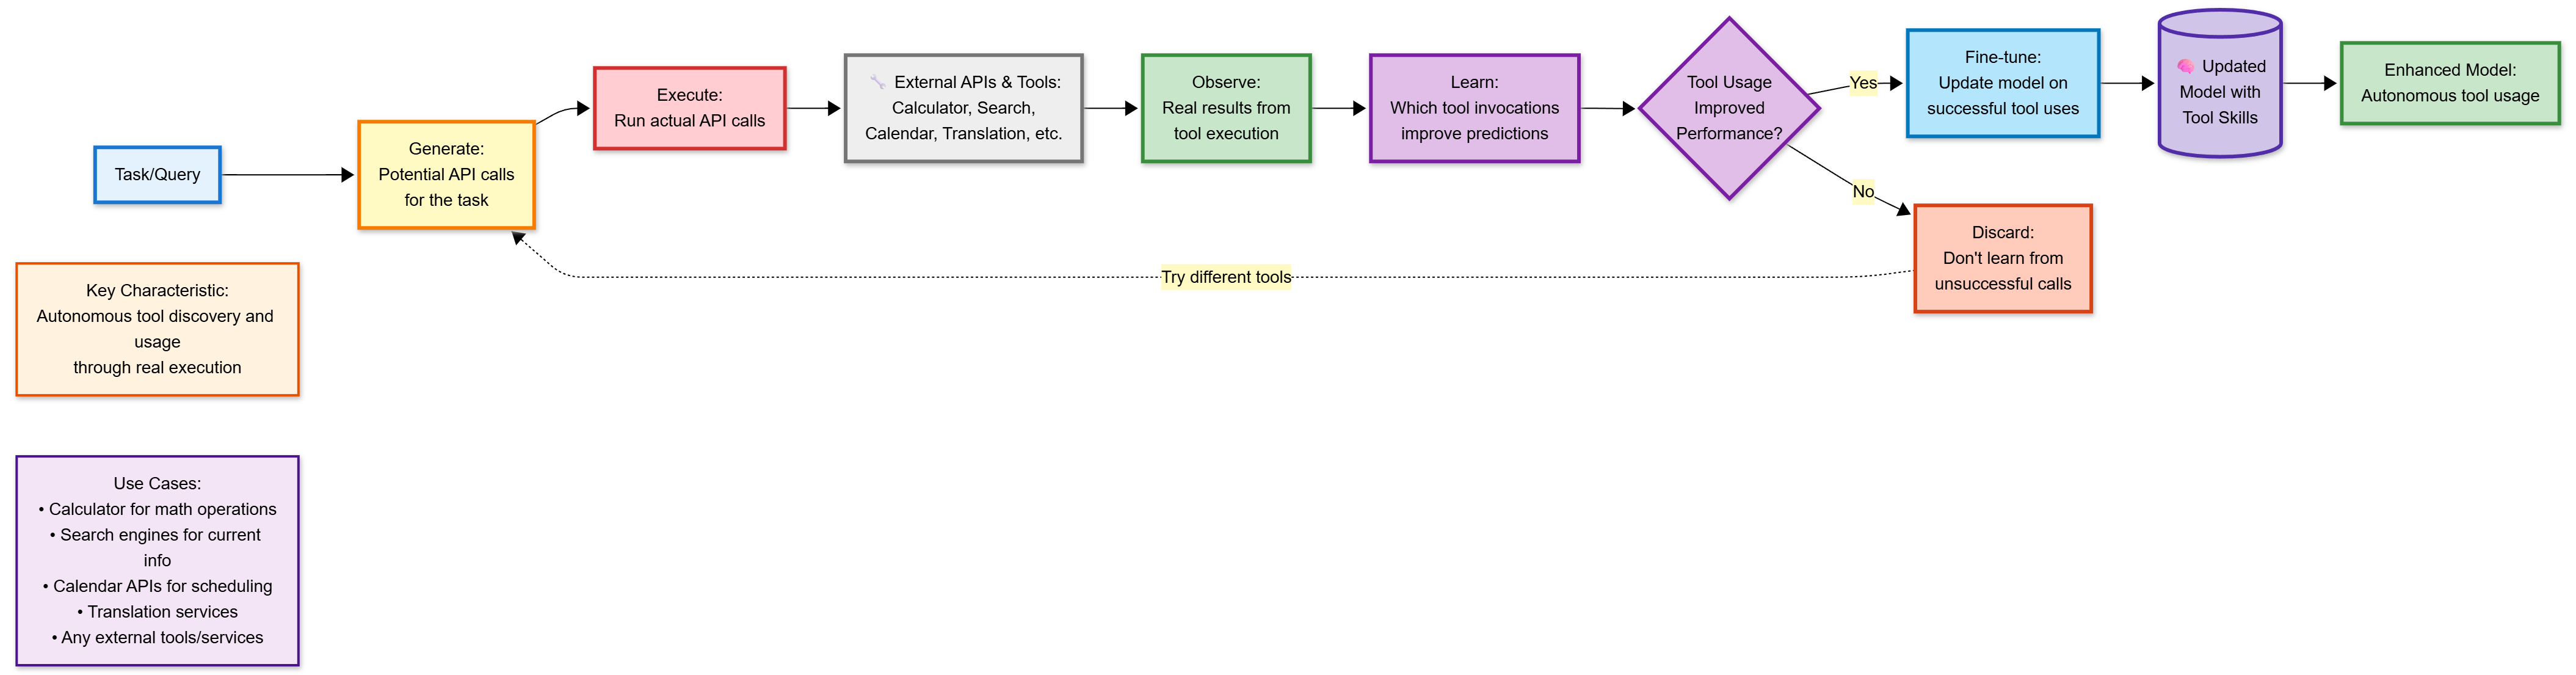 Task/Query
Generate:
Potential API calls
for the task
Execute:
Run actual API calls
🔧 External APIs & Tools:
Calculator, Search,
Calendar, Translation, etc.
Observe:
Real results from
tool execution
Learn:
Which tool invocations
improve predictions
Tool Usage
Improved
Performance?
Yes
No
Fine-tune:
Update model on
successful tool uses
🧠 Updated
Model with
Tool Skills
Enhanced Model:
Autonomous tool usage
Discard:
Don't learn from
unsuccessful calls
Try different tools
Key Characteristic:
Autonomous tool discovery and
usage
through real execution
Use Cases:
• Calculator for math operations
• Search engines for current
info
• Calendar APIs for scheduling
• Translation services
• Any external tools/services